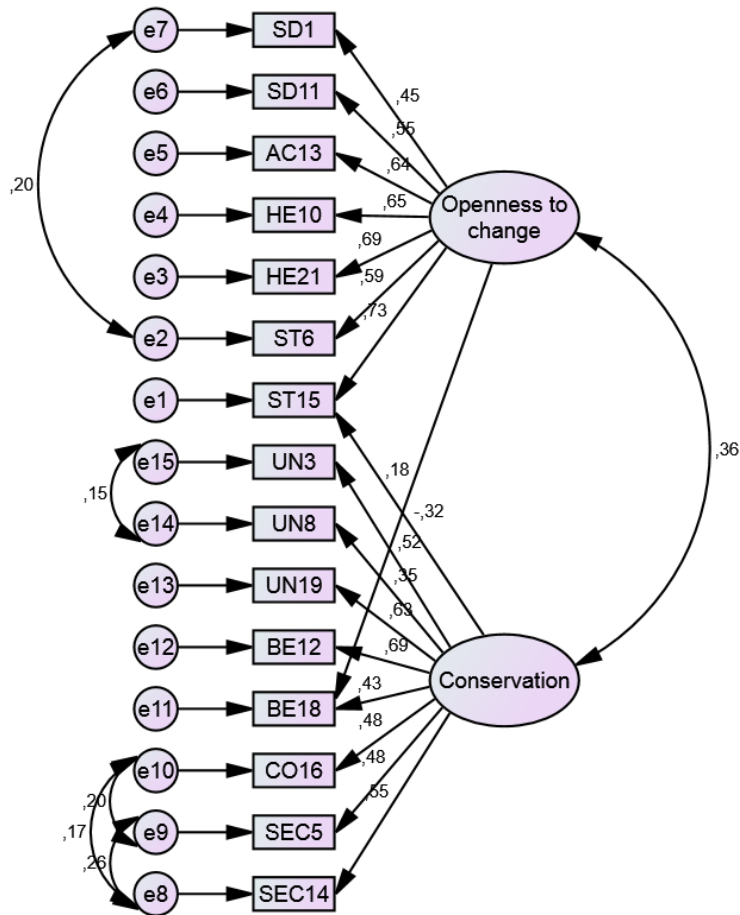 e7
SD1
,45
e6
SD11
,55
e5
AC13
,64
e4
HE10
,65
Openness to
change
e3
HE21
,69
,20
,59
e2
ST6
,73
e1
ST15
e15
UN3
,18
,36
,15
-,32
e14
UN8
,52
,35
e13
UN19
,63
e12
BE12
,69
Conservation
e11
BE18
,43
,48
e10
CO16
,48
,20
,55
,17
e9
SEC5
,26
e8
SEC14